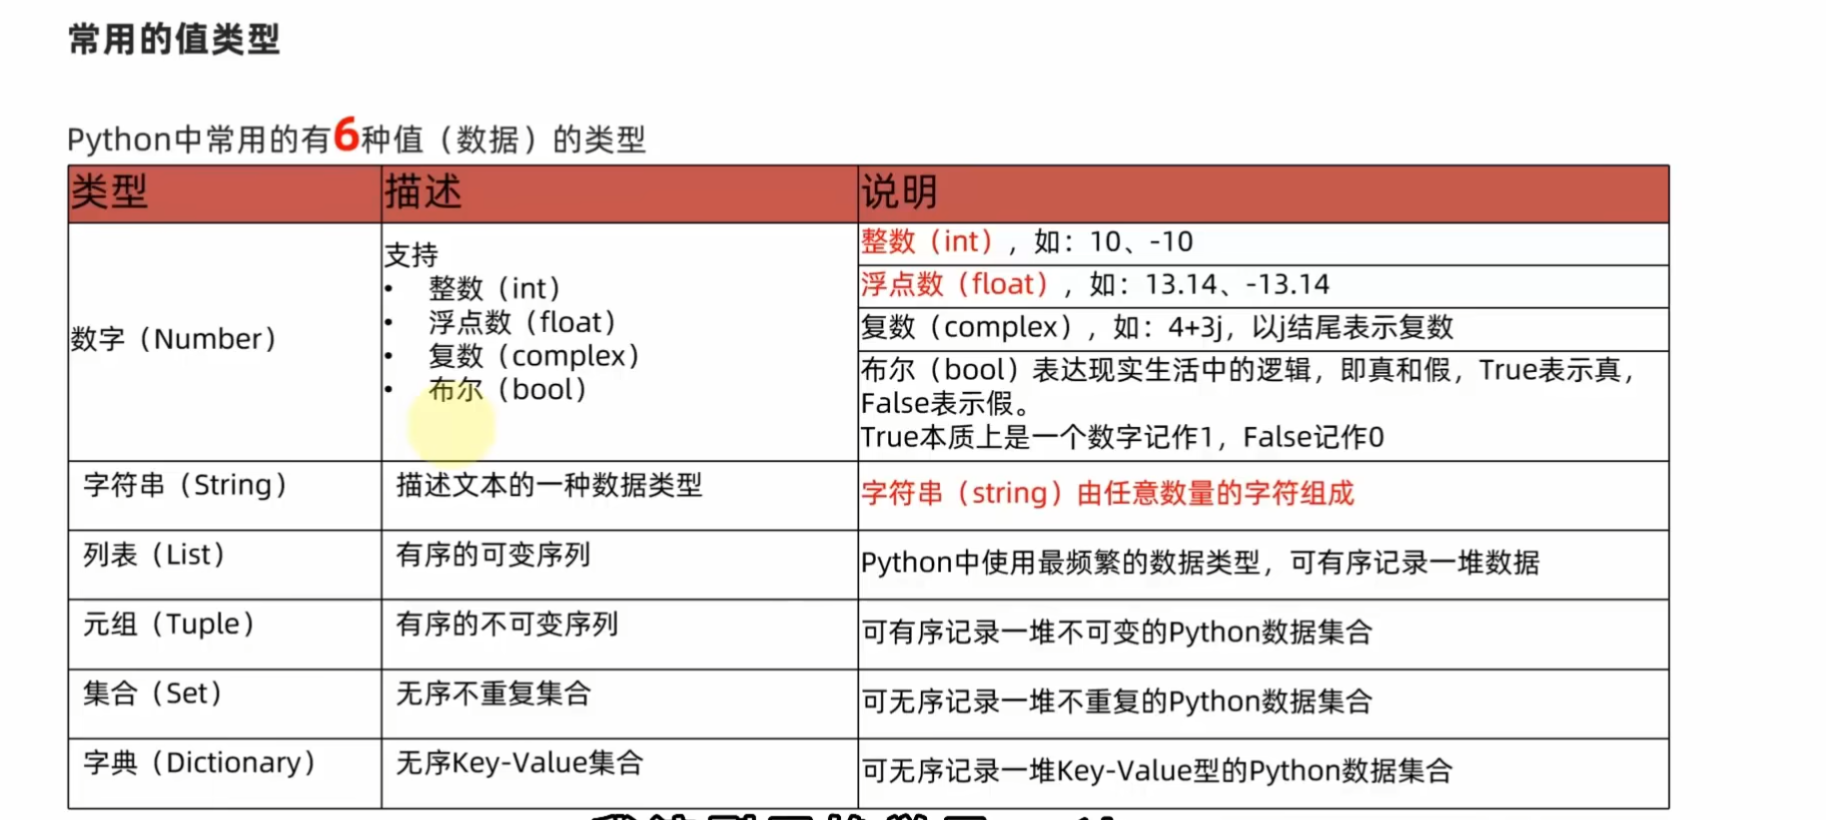 常用的值类型
Python中常用的有6种值（数据）的类型
类型 描述 说明
数字（Number）
支持
• 整数（int）
• 浮点数（float）
• 复数（complex）
• 布尔（bool）
整数（int），如：10、-10
浮点数（float），如：13.14、-13.14
复数（complex），如：4+3j，以j结尾表示复数
布尔（bool）表达现实生活中的逻辑，即真和假，True表示真，
False表示假。
True本质上是一个数字记作1，False记作0
字符串（String） 描述文本的一种数据类型 字符串（string）由任意数量的字符组成
列表（List） 有序的可变序列 Python中使用最频繁的数据类型，可有序记录一堆数据
元组（Tuple） 有序的不可变序列 可有序记录一堆不可变的Python数据集合
集合（Set） 无序不重复集合 可无序记录一堆不重复的Python数据集合
字典（Dictionary） 无序Key-Value集合 可无序记录一堆Key-Value型的Python数据集合